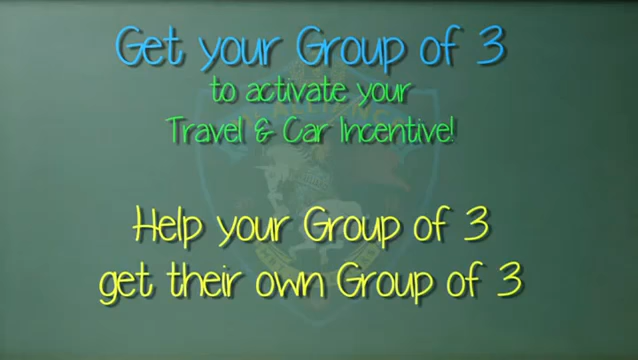 Get your Group of 3
to activate your
Travel & Car Incentive!
Help your Group of 3
get their own Group of 3